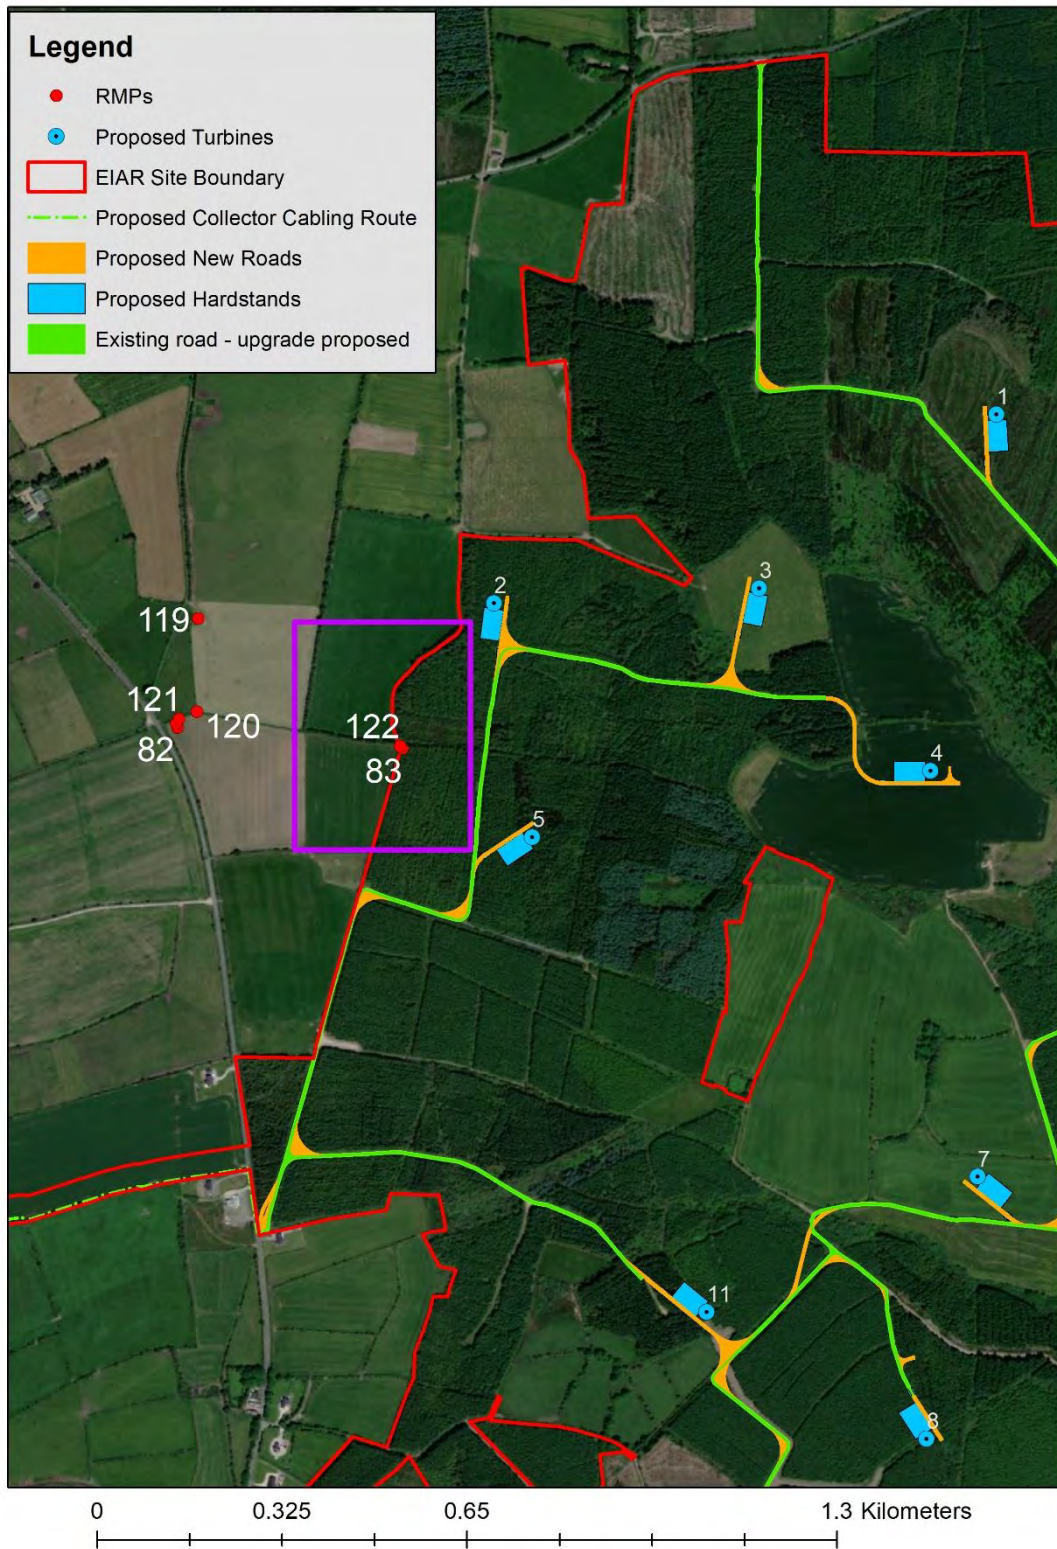 Legend
RMPs
Proposed Turbines
EIAR Site Boundary
Proposed Collector Cabling Route
Proposed New Roads
Proposed Hardstands
Existing road - upgrade proposed
1
3
2
119
121
120
82
122
83
4
5
7
11
8
0 0.325 0.65 1.3 Kilometers